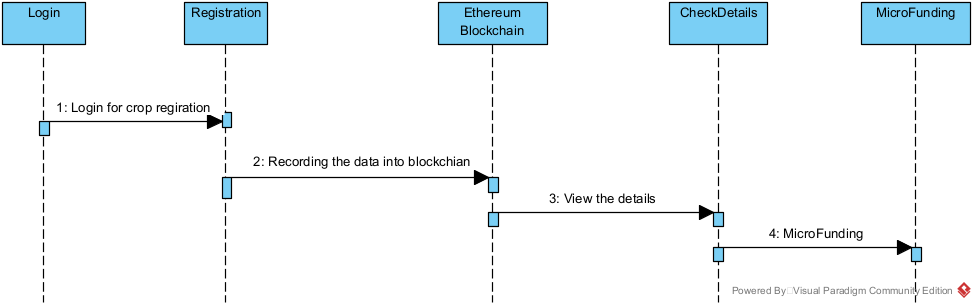 Login
Registration
Ethereum
Blockchain
CheckDetails
MicroFunding
1: Login for crop regiration
2: Recording the data into blockchian
3: View the details
4: MicroFunding
Powered By Visual Paradigm Community Edition